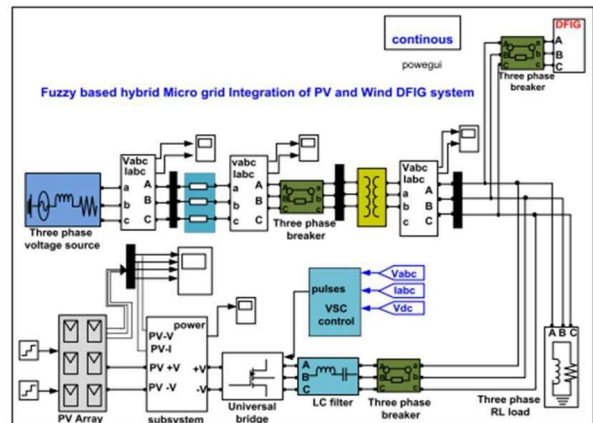 continous
powegui
DFIG
A
B
C
A
B
C
a
b
c
Three phase
breaker
Fuzzy based hybrid Micro grid Integration of PV and Wind DFIG system
Vabc
Iabc
a
b
c
A
B
C
vabc
Iabc
a
b
c
A
B
C
A
B
C
a
b
c
Vabc
Iabc
a
b
c
A
B
C
Three phase
voltage source
Three phase
breaker
pulses
VSC
control
Vabc
Iabc
Vdc
power
PV-V
PV-I
PV +V
PV -V
+V
-V
A
B
C
A
B
C
a
b
c
A B C
PV Array
subsystem
Universal
bridge
LC filter
Three phase
breaker
Three phase
RL load